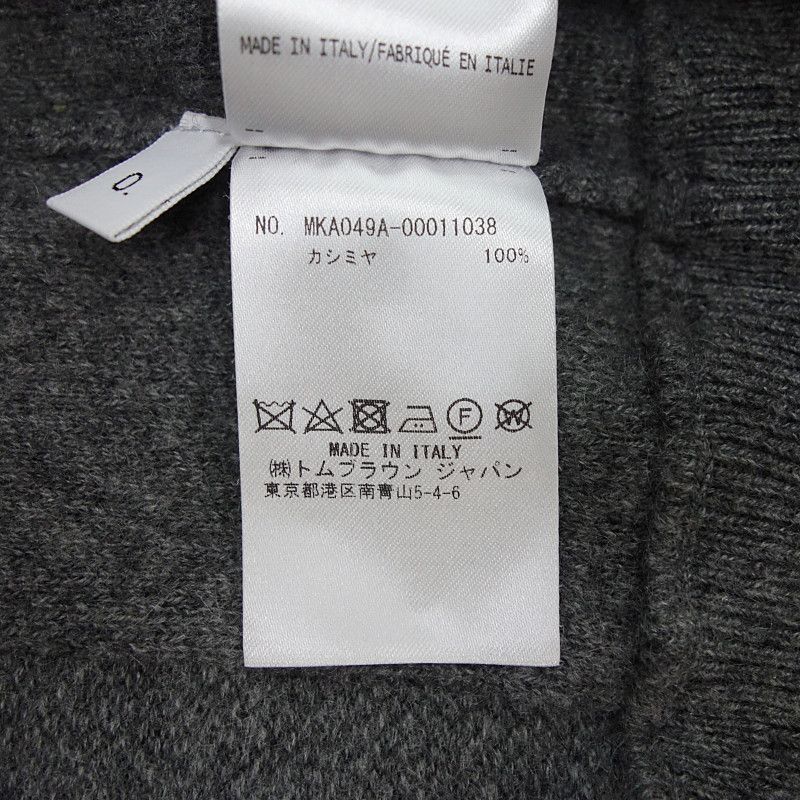 MADE IN ITALY/FABRIQUÉ EN ITALIE
0.
NO. MKA049A-00011038
カシミヤ 100%
F W
MADE IN ITALY
㈱トムブラウン ジャパン
東京都港区南青山5-4-6